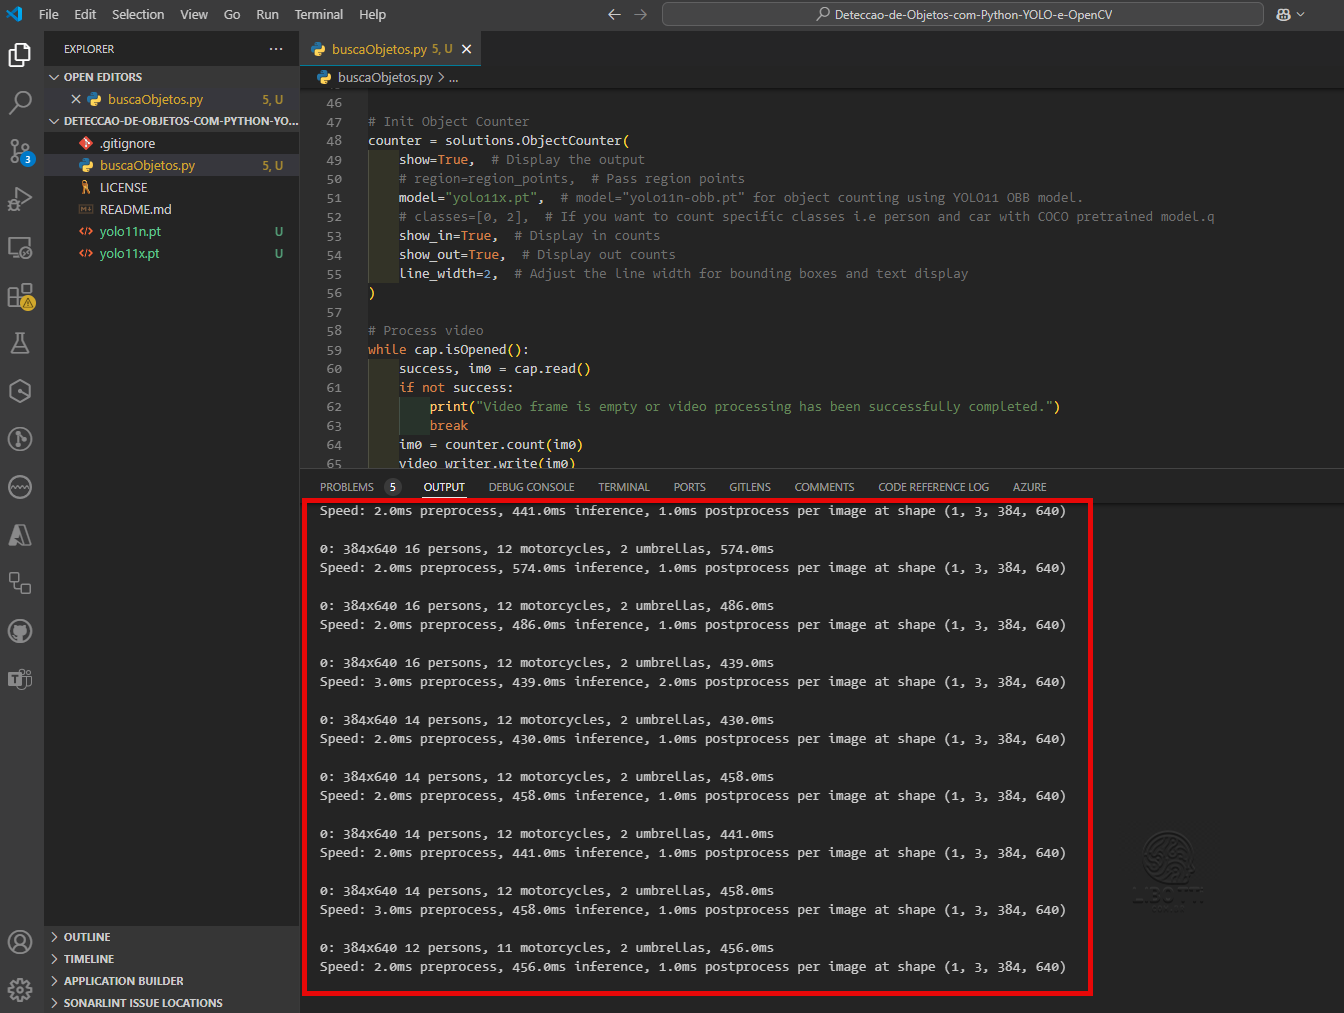 File Edit Selection View Go Run Terminal Help
Deteccao-de-Objetos-com-Python-YOLO-e-OpenCV
EXPLORER
OPEN EDITORS
buscaObjetos.py 5, U
DETECCAO-DE-OBJETOS-COM-PYTHON-YO...
.gitignore
buscaObjetos.py 5, U
LICENSE
README.md
yolo11n.pt U
yolo11x.pt U
3
OUTLINE
TIMELINE
APPLICATION BUILDER
SONARLINT ISSUE LOCATIONS
buscaObjetos.py 5, U
buscaObjetos.py > ...
46
47 # Init Object Counter
48 counter = solutions.ObjectCounter(
49 show=True, # Display the output
50 # region=region_points, # Pass region points
51 model="yolo11x.pt", # model="yolo11n-obb.pt" for object counting using YOLO11 OBB model.
52 # classes=[0, 2], # If you want to count specific classes i.e person and car with COCO pretrained model.q
53 show_in=True, # Display in counts
54 show_out=True, # Display out counts
55 line_width=2, # Adjust the line width for bounding boxes and text display
56 )
57
58 # Process video
59 while cap.isOpened():
60 success, im0 = cap.read()
61 if not success:
62 print("Video frame is empty or video processing has been successfully completed.")
63 break
64 im0 = counter.count(im0)
65 video_writer.write(im0)
PROBLEMS 5 OUTPUT DEBUG CONSOLE TERMINAL PORTS GITLENS COMMENTS CODE REFERENCE LOG AZURE
Speed: 2.0ms preprocess, 441.0ms inference, 1.0ms postprocess per image at shape (1, 3, 384, 640)
0: 384x640 16 persons, 12 motorcycles, 2 umbrellas, 574.0ms
Speed: 2.0ms preprocess, 574.0ms inference, 1.0ms postprocess per image at shape (1, 3, 384, 640)
0: 384x640 16 persons, 12 motorcycles, 2 umbrellas, 486.0ms
Speed: 2.0ms preprocess, 486.0ms inference, 1.0ms postprocess per image at shape (1, 3, 384, 640)
0: 384x640 16 persons, 12 motorcycles, 2 umbrellas, 439.0ms
Speed: 3.0ms preprocess, 439.0ms inference, 2.0ms postprocess per image at shape (1, 3, 384, 640)
0: 384x640 14 persons, 12 motorcycles, 2 umbrellas, 430.0ms
Speed: 2.0ms preprocess, 430.0ms inference, 1.0ms postprocess per image at shape (1, 3, 384, 640)
0: 384x640 14 persons, 12 motorcycles, 2 umbrellas, 458.0ms
Speed: 2.0ms preprocess, 458.0ms inference, 1.0ms postprocess per image at shape (1, 3, 384, 640)
0: 384x640 14 persons, 12 motorcycles, 2 umbrellas, 441.0ms
Speed: 2.0ms preprocess, 441.0ms inference, 1.0ms postprocess per image at shape (1, 3, 384, 640)
0: 384x640 14 persons, 12 motorcycles, 2 umbrellas, 458.0ms
Speed: 3.0ms preprocess, 458.0ms inference, 1.0ms postprocess per image at shape (1, 3, 384, 640)
0: 384x640 12 persons, 11 motorcycles, 2 umbrellas, 456.0ms
Speed: 2.0ms preprocess, 456.0ms inference, 1.0ms postprocess per image at shape (1, 3, 384, 640)